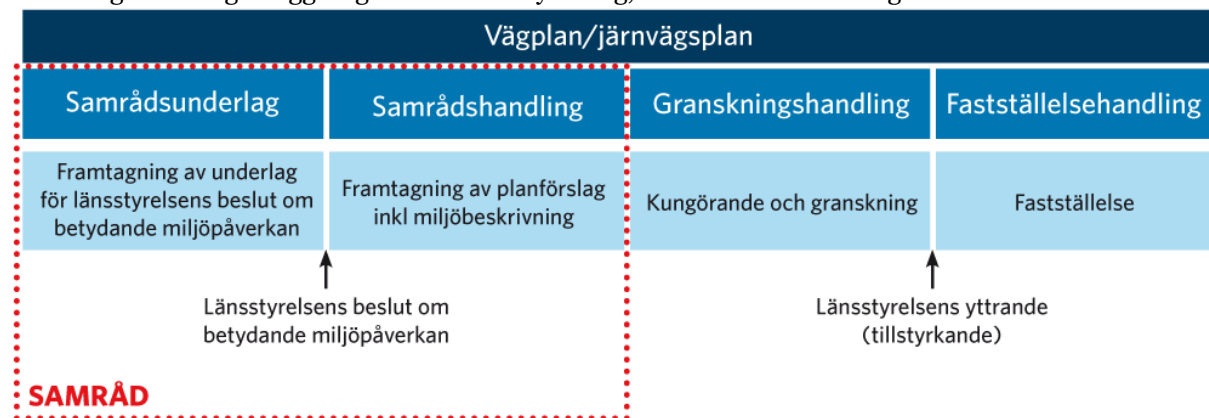 Vägplan/järnvägsplan
Samrådsunderlag
Samrådshandling
Granskningshandling
Fastställelsehandling
Framtagning av underlag
för länsstyrelsens beslut om
betydande miljöpåverkan
Framtagning av planförslag
inkl miljöbeskrivning
Kungörande och granskning
Fastställelse
Länsstyrelsens beslut om
betydande miljöpåverkan
Länsstyrelsens yttrande
(tillstyrkande)
SAMRÅD